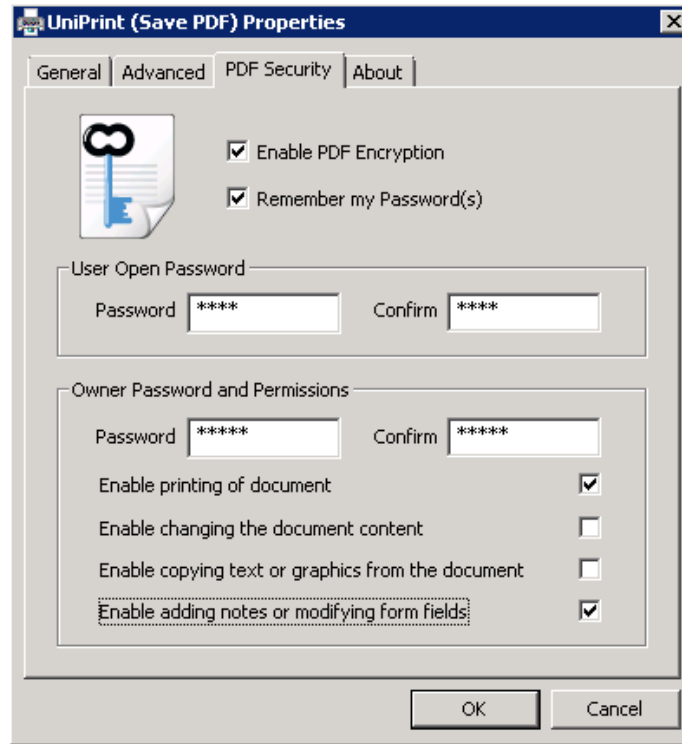 UniPrint (Save PDF) Properties
General Advanced PDF Security About
Enable PDF Encryption
Remember my Password(s)
User Open Password
Password **** Confirm ****
Owner Password and Permissions
Password ***** Confirm *****
Enable printing of document
Enable changing the document content
Enable copying text or graphics from the document
Enable adding notes or modifying form fields
OK Cancel